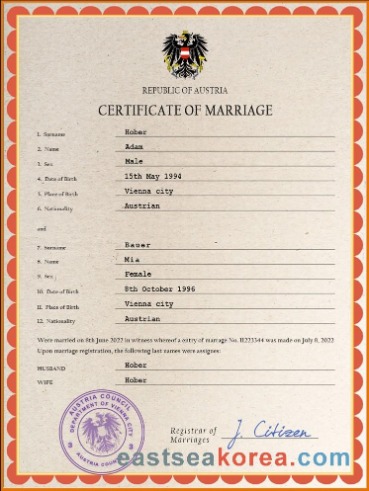 REPUBLIC OF AUSTRIA
CERTIFICATE OF MARRIAGE
1. Surname Hober
2. Name Adam
3. Sex Male
4. Date of Birth 15th May 1994
5. Place of Birth Vienna city
6. Nationality Austrian
and
7. Surname Bauer
8. Name Mia
9. Sex Female
10. Date of Birth 8th October 1996
11. Place of Birth Vienna city
12. Nationality Austrian
Were married on 8th June 2022 in witness whereof a entry of marrage No. II223344 was made on July 8, 2022
Upon marriage registration, the following last names were assignes:
HUSBAND Hober
WIFE Hober
AUSTRIA COUNCIL
DEPARTMENT OF VIENNA CITY
AUSTRIA COUNCIL
Registrar of Marriages J. Citizen
eastseakorea.com